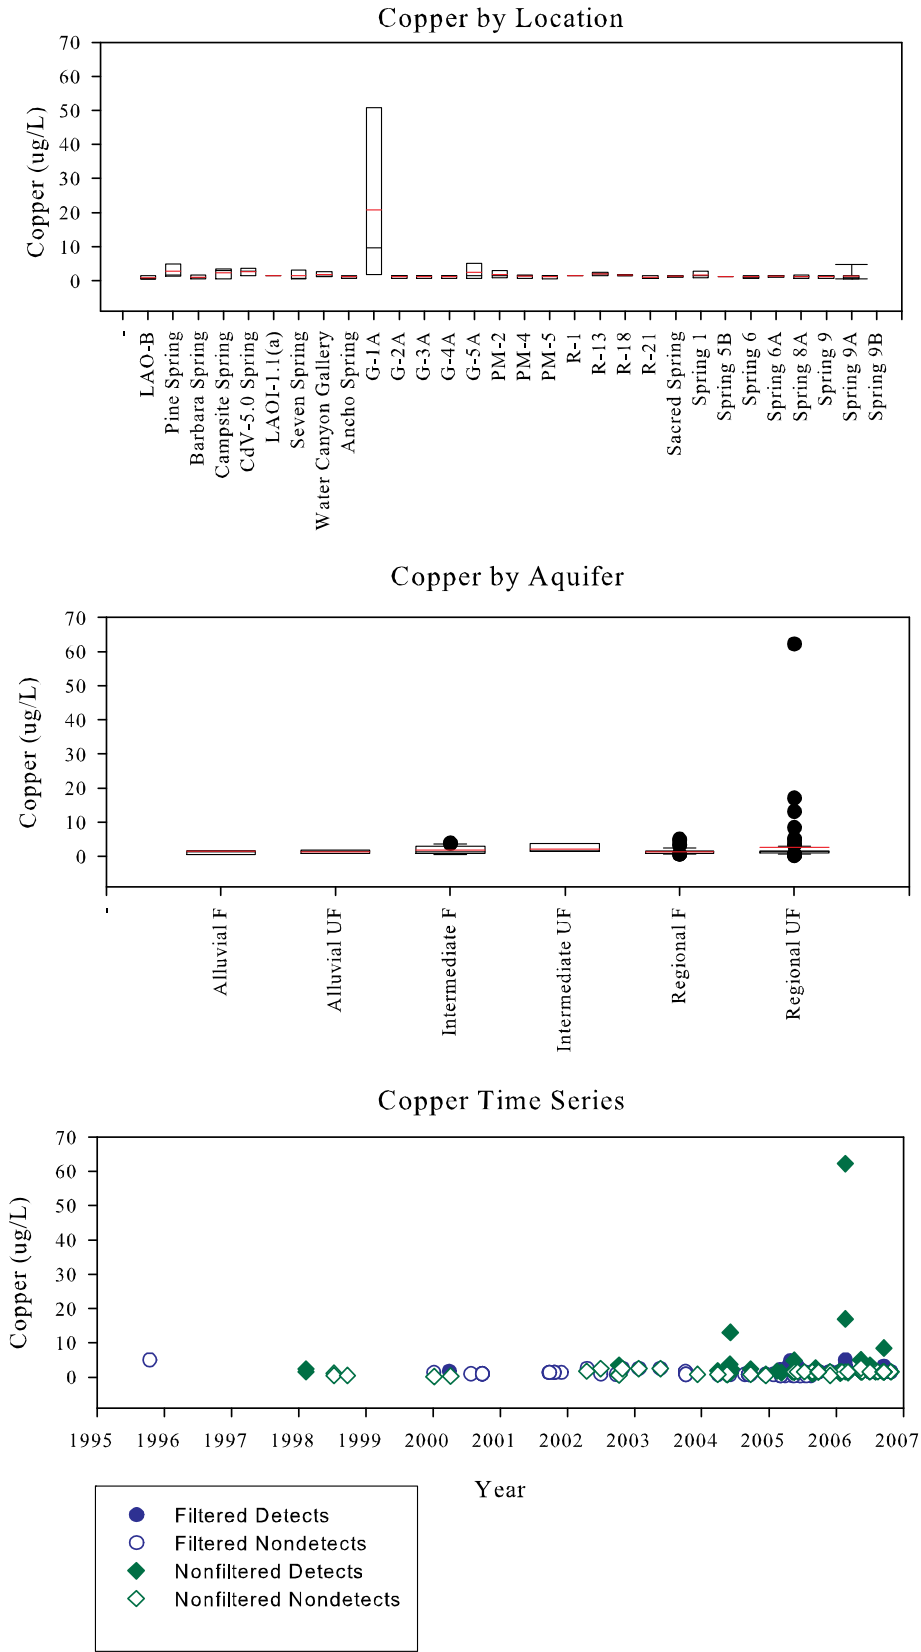 Copper by Location
Copper (ug/L)
70
60
50
40
30
20
10
0
-
LAO-B
Pine Spring
Barbara Spring
Campsite Spring
CdV-5.0 Spring
LAOI-1.1(a)
Seven Spring
Water Canyon Gallery
Ancho Spring
G-1A
G-2A
G-3A
G-4A
G-5A
PM-2
PM-4
PM-5
R-1
R-13
R-18
R-21
Sacred Spring
Spring 1
Spring 5B
Spring 6
Spring 6A
Spring 8A
Spring 9
Spring 9A
Spring 9B
Copper by Aquifer
Copper (ug/L)
70
60
50
40
30
20
10
0
-
Alluvial F
Alluvial UF
Intermediate F
Intermediate UF
Regional F
Regional UF
Copper Time Series
Copper (ug/L)
70
60
50
40
30
20
10
0
1995 1996 1997 1998 1999 2000 2001 2002 2003 2004 2005 2006 2007
Year
Filtered Detects
Filtered Nondetects
Nonfiltered Detects
Nonfiltered Nondetects